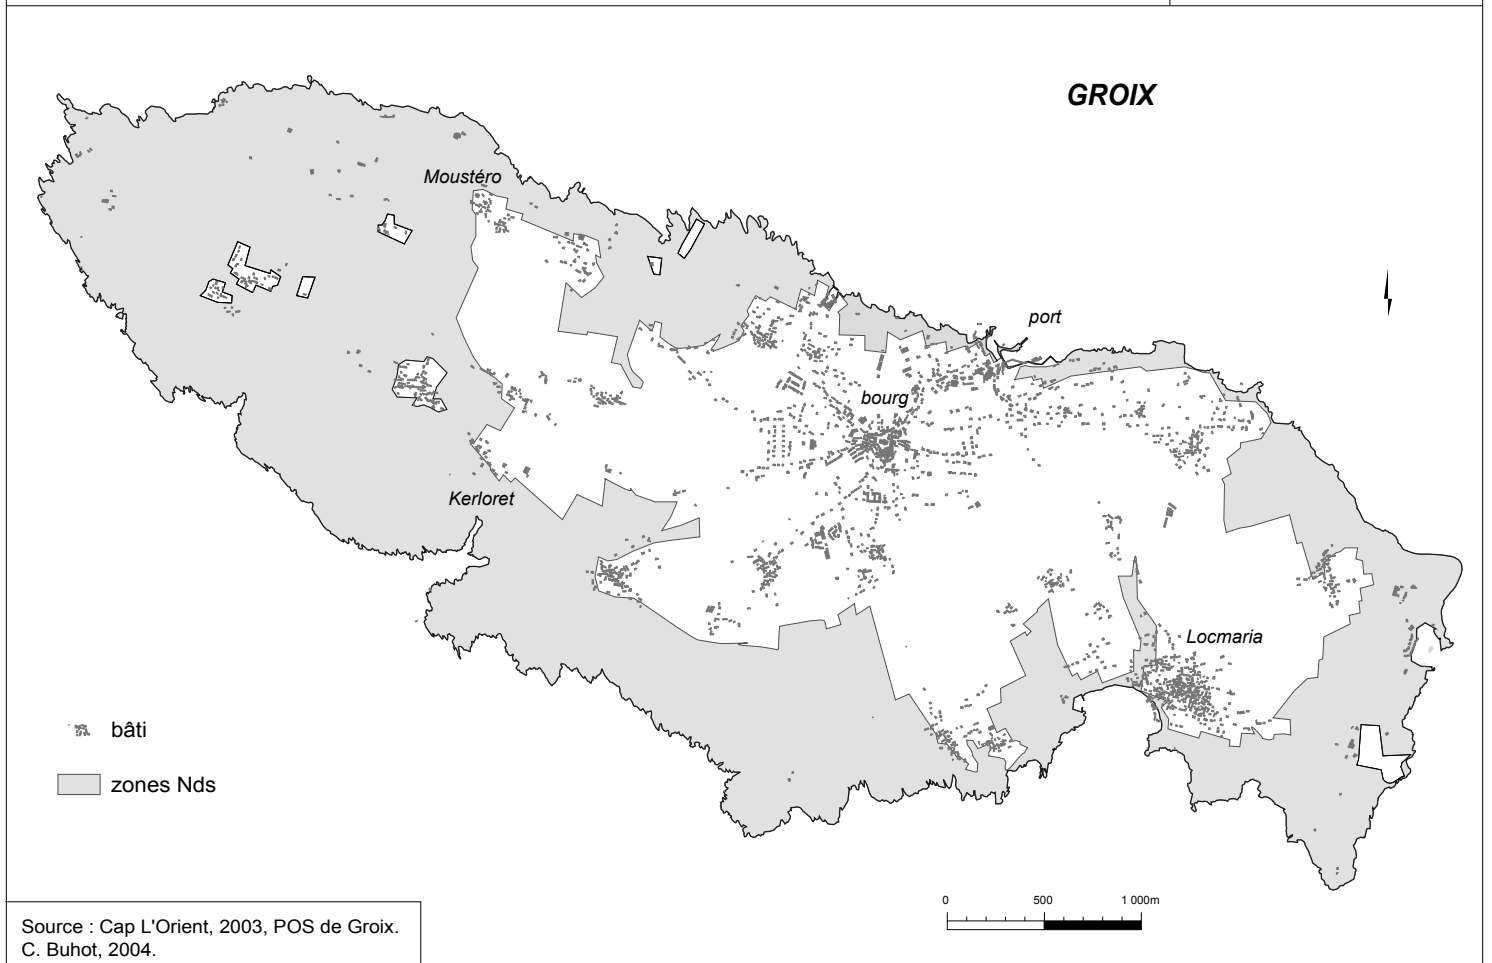 GROIX
Moustéro
port
bourg
Kerloret
Locmaria
bâti
zones Nds
0 500 1 000m
Source : Cap L'Orient, 2003, POS de Groix.
C. Buhot, 2004.